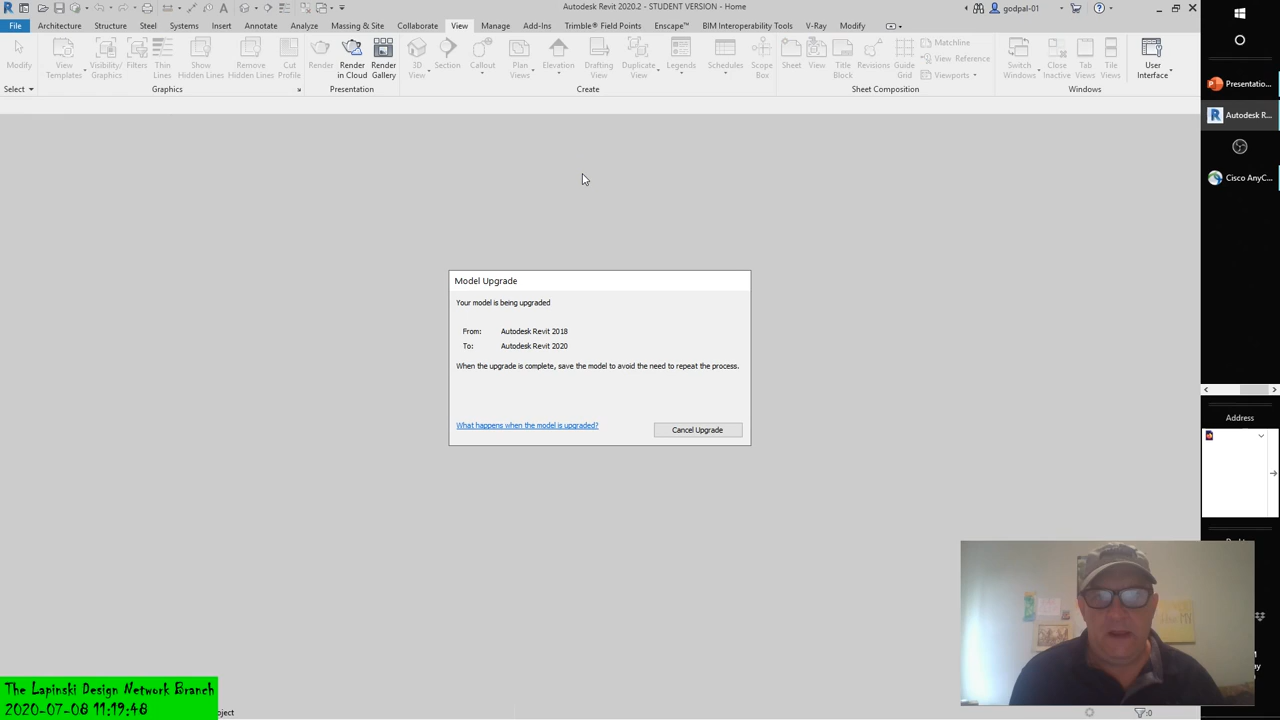 Autodesk Revit 2020.2 - STUDENT VERSION - Home
godpal-01
File Architecture Structure Steel Systems Insert Annotate Analyze Massing & Site Collaborate View Manage Add-Ins Trimble® Field Points Enscape™ BIM Interoperability Tools V-Ray Modify
Modify
View Templates
Visibility/ Graphics
Filters
Thin Lines
Show Hidden Lines
Remove Hidden Lines
Cut Profile
Render
Render in Cloud
Render Gallery
3D View
Section
Callout
Plan Views
Elevation
Drafting View
Duplicate View
Legends
Schedules
Scope Box
Sheet
View
Title Block
Revisions
Guide Grid
Matchline
View Reference
Viewports
Switch Windows
Close Inactive
Tab Views
Tile Views
User Interface
Select Graphics Presentation Create Sheet Composition Windows
Presentatio...
Autodesk R...
Cisco AnyC...
Address
Model Upgrade
Your model is being upgraded
From: Autodesk Revit 2018
To: Autodesk Revit 2020
When the upgrade is complete, save the model to avoid the need to repeat the process.
What happens when the model is upgraded?
Cancel Upgrade
The Lapinski Design Network Branch
2020-07-08 11:19:48
oject
:0